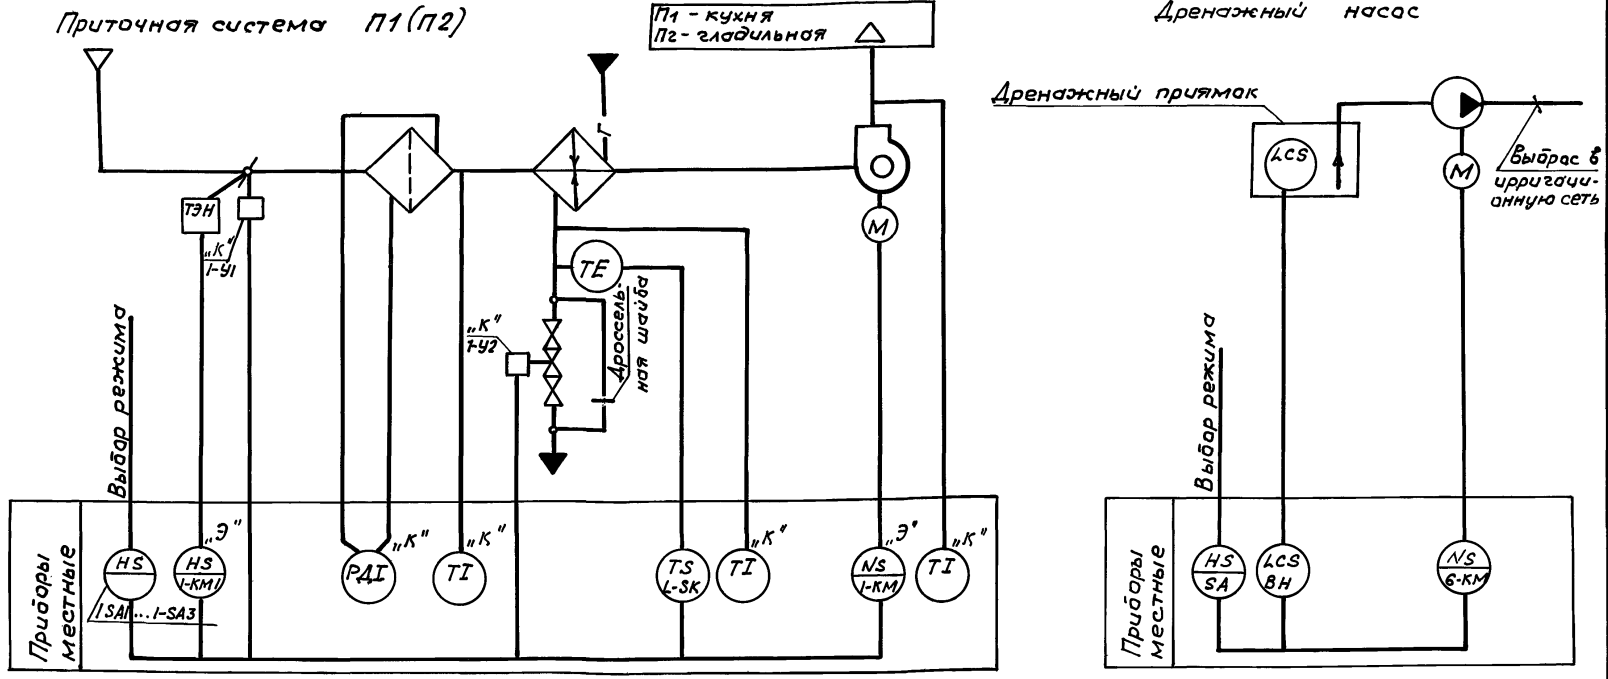 Приточная система П1(П2)
П1 - кухня
П2 - гладильная
Дренажный насос
Дренажный приямок
LCS
М
Выброс в
ирригаци-
онную сеть
Т
ТЭН
„К“
1-У1
М
ТЕ
„К“
1-У2
Дроссель-
ная шайба
Выбор режима
Выбор режима
Приборы
местные
HS
1SA1...1-SA3
„Э“
HS
1-КМ1
„К“
РДI
„К“
TI
TS
L-SK
„К“
TI
„Э“
NS
1-КМ
„К“
TI
Приборы
местные
HS
SA
LCS
ВН
NS
6-КМ